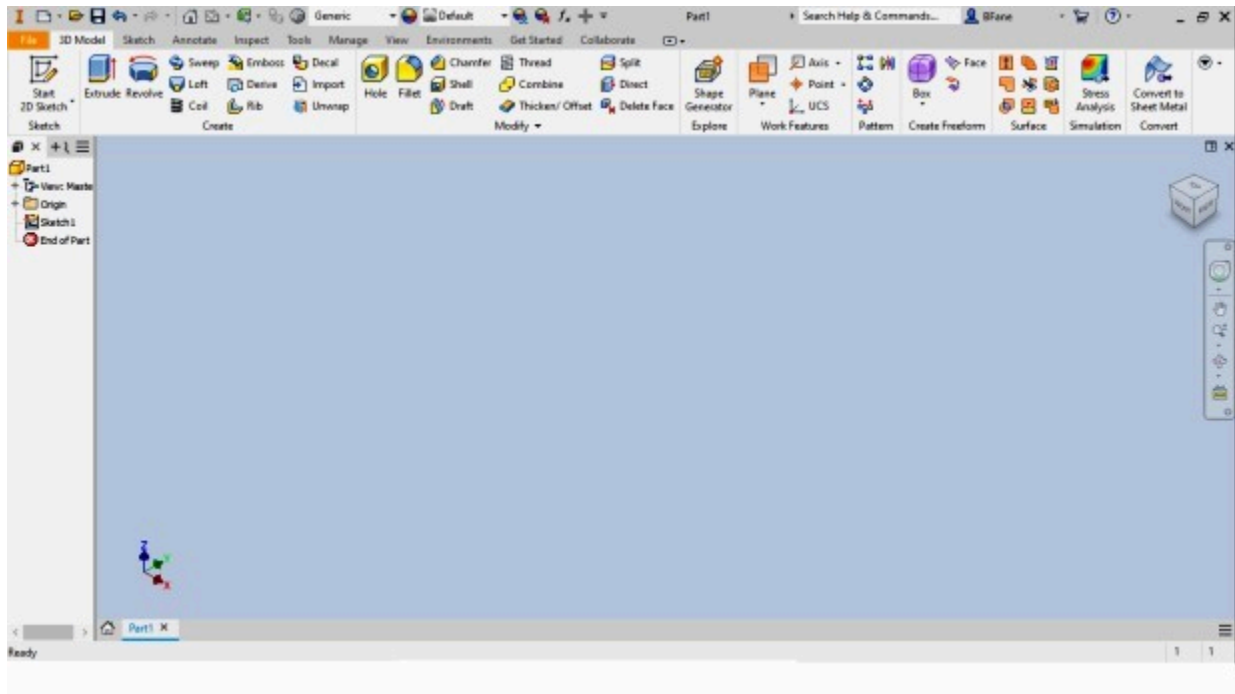 Generic Default Part1 Search Help & Commands... BFane
File 3D Model Sketch Annotate Inspect Tools Manage View Environments Get Started Collaborate
Start
2D Sketch
Extrude Revolve
Sweep Emboss Decal
Loft Derive Import
Coil Rib Unwrap
Hole Fillet
Chamfer Thread Split
Shell Combine Direct
Draft Thicken/ Offset Delete Face
Shape
Generator
Plane
Axis
Point
UCS
Box
Face
Stress
Analysis
Convert to
Sheet Metal
Sketch Create Modify Explore Work Features Pattern Create Freeform Surface Simulation Convert
Part1
View: Maste
Origin
Sketch1
End of Part
Z
Y
X
Part1
Ready 1 1